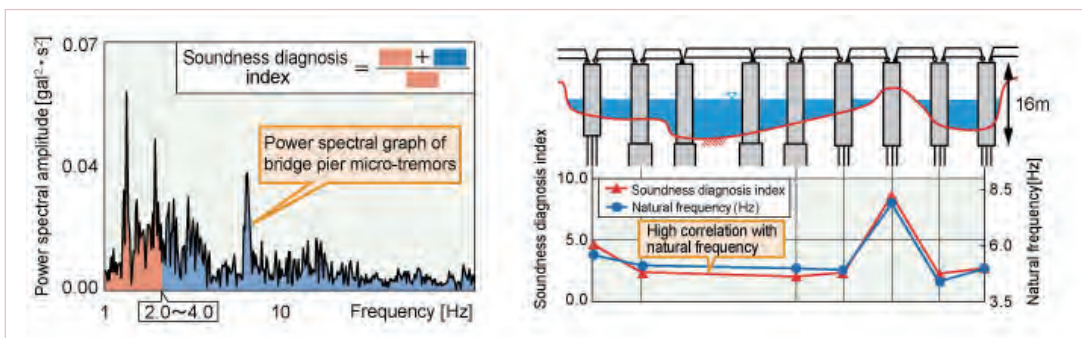 0.07
0.04
0.00
Power spectral amplitude [gal²・s²]
Soundness diagnosis
index
=
+
Power spectral graph of
bridge pier micro-tremors
1
2.0～4.0
10
Frequency [Hz]
16m
10.0
5.0
0.0
Soundness diagnosis index
Soundness diagnosis index
Natural frequency (Hz)
High correlation with
natural frequency
8.5
6.0
3.5
Natural frequency[Hz]